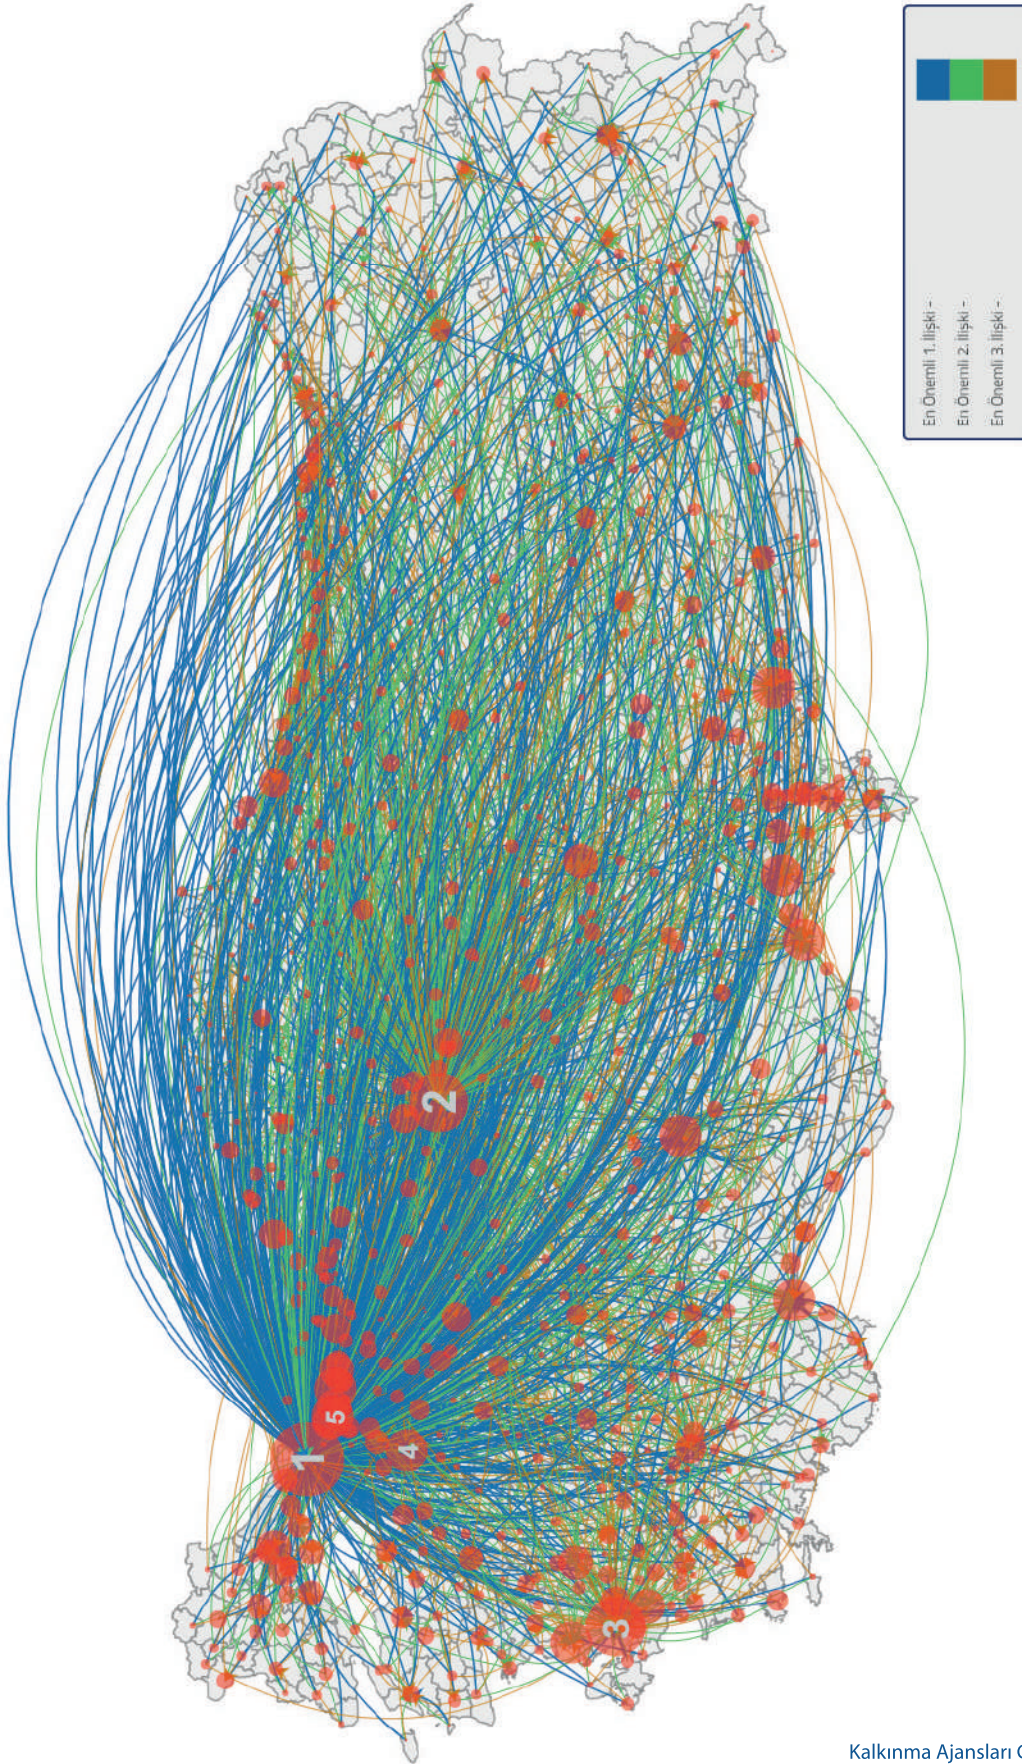 1
2
3
4
5
En Önemli 1. İlişki -
En Önemli 2. İlişki -
En Önemli 3. İlişki -
Kalkınma Ajansları